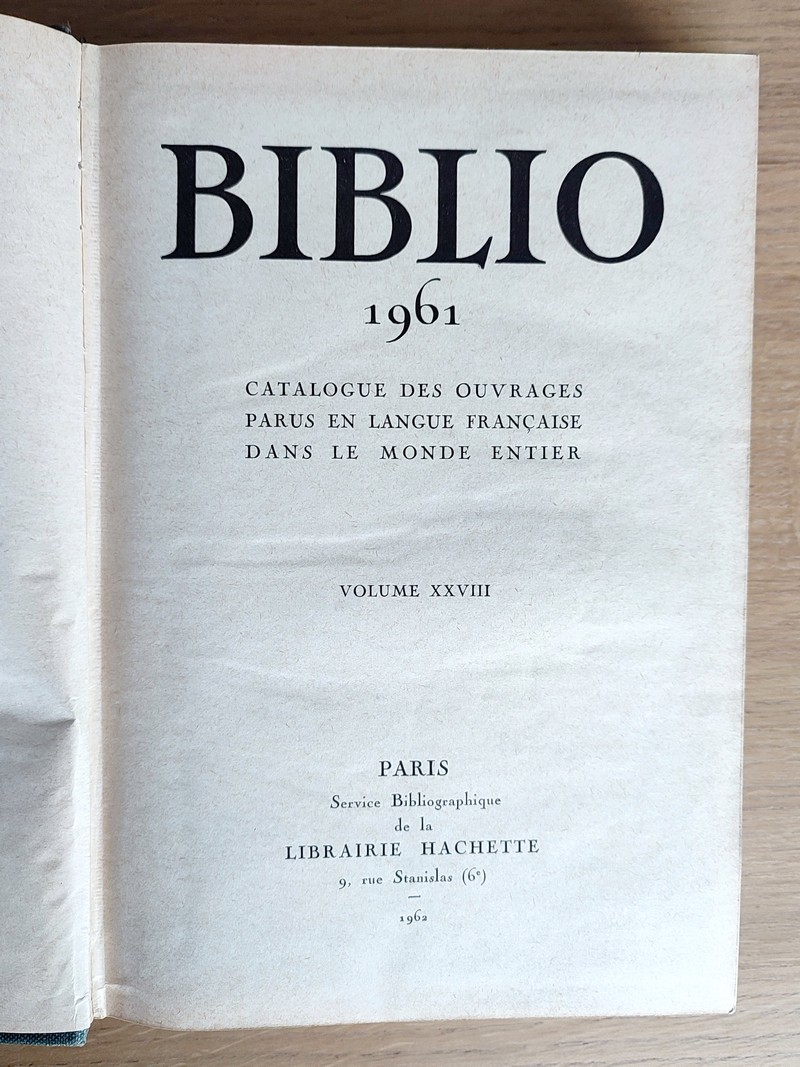 BIBLIO
1961
CATALOGUE DES OUVRAGES
PARUS EN LANGUE FRANÇAISE
DANS LE MONDE ENTIER
VOLUME XXVIII
PARIS
Service Bibliographique
de la
LIBRAIRIE HACHETTE
9, rue Stanislas (6e)
—
1962